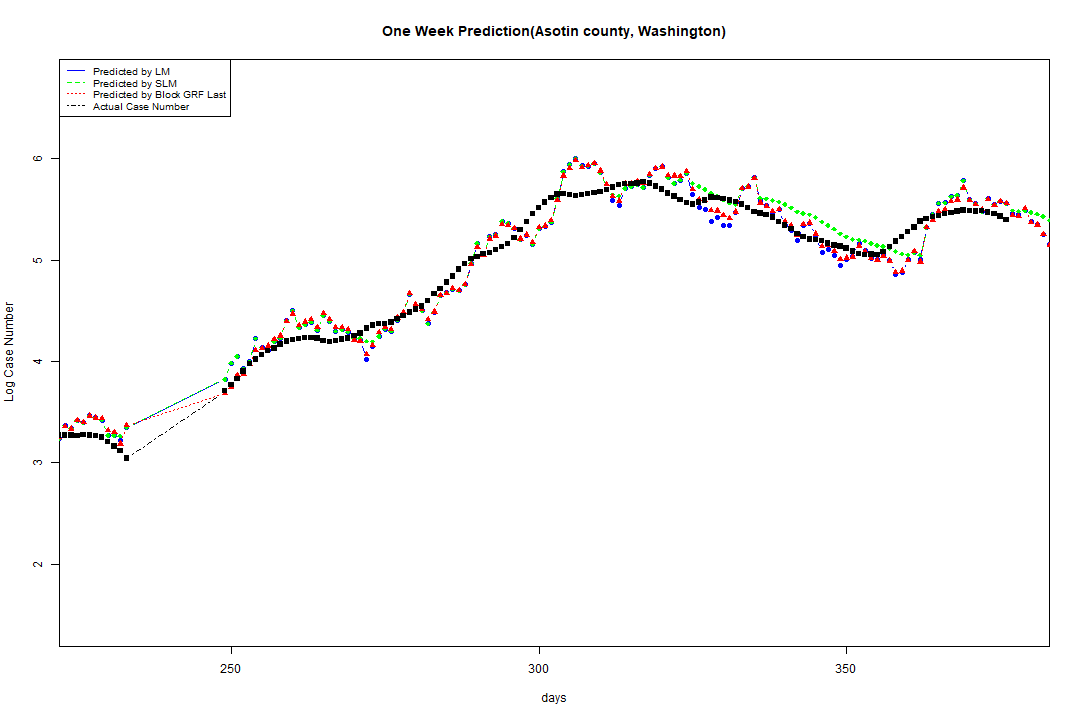 One Week Prediction(Asotin county, Washington)
Predicted by LM
Predicted by SLM
Predicted by Block GRF Last
Actual Case Number
6
5
4
3
2
Log Case Number
250
300
350
days